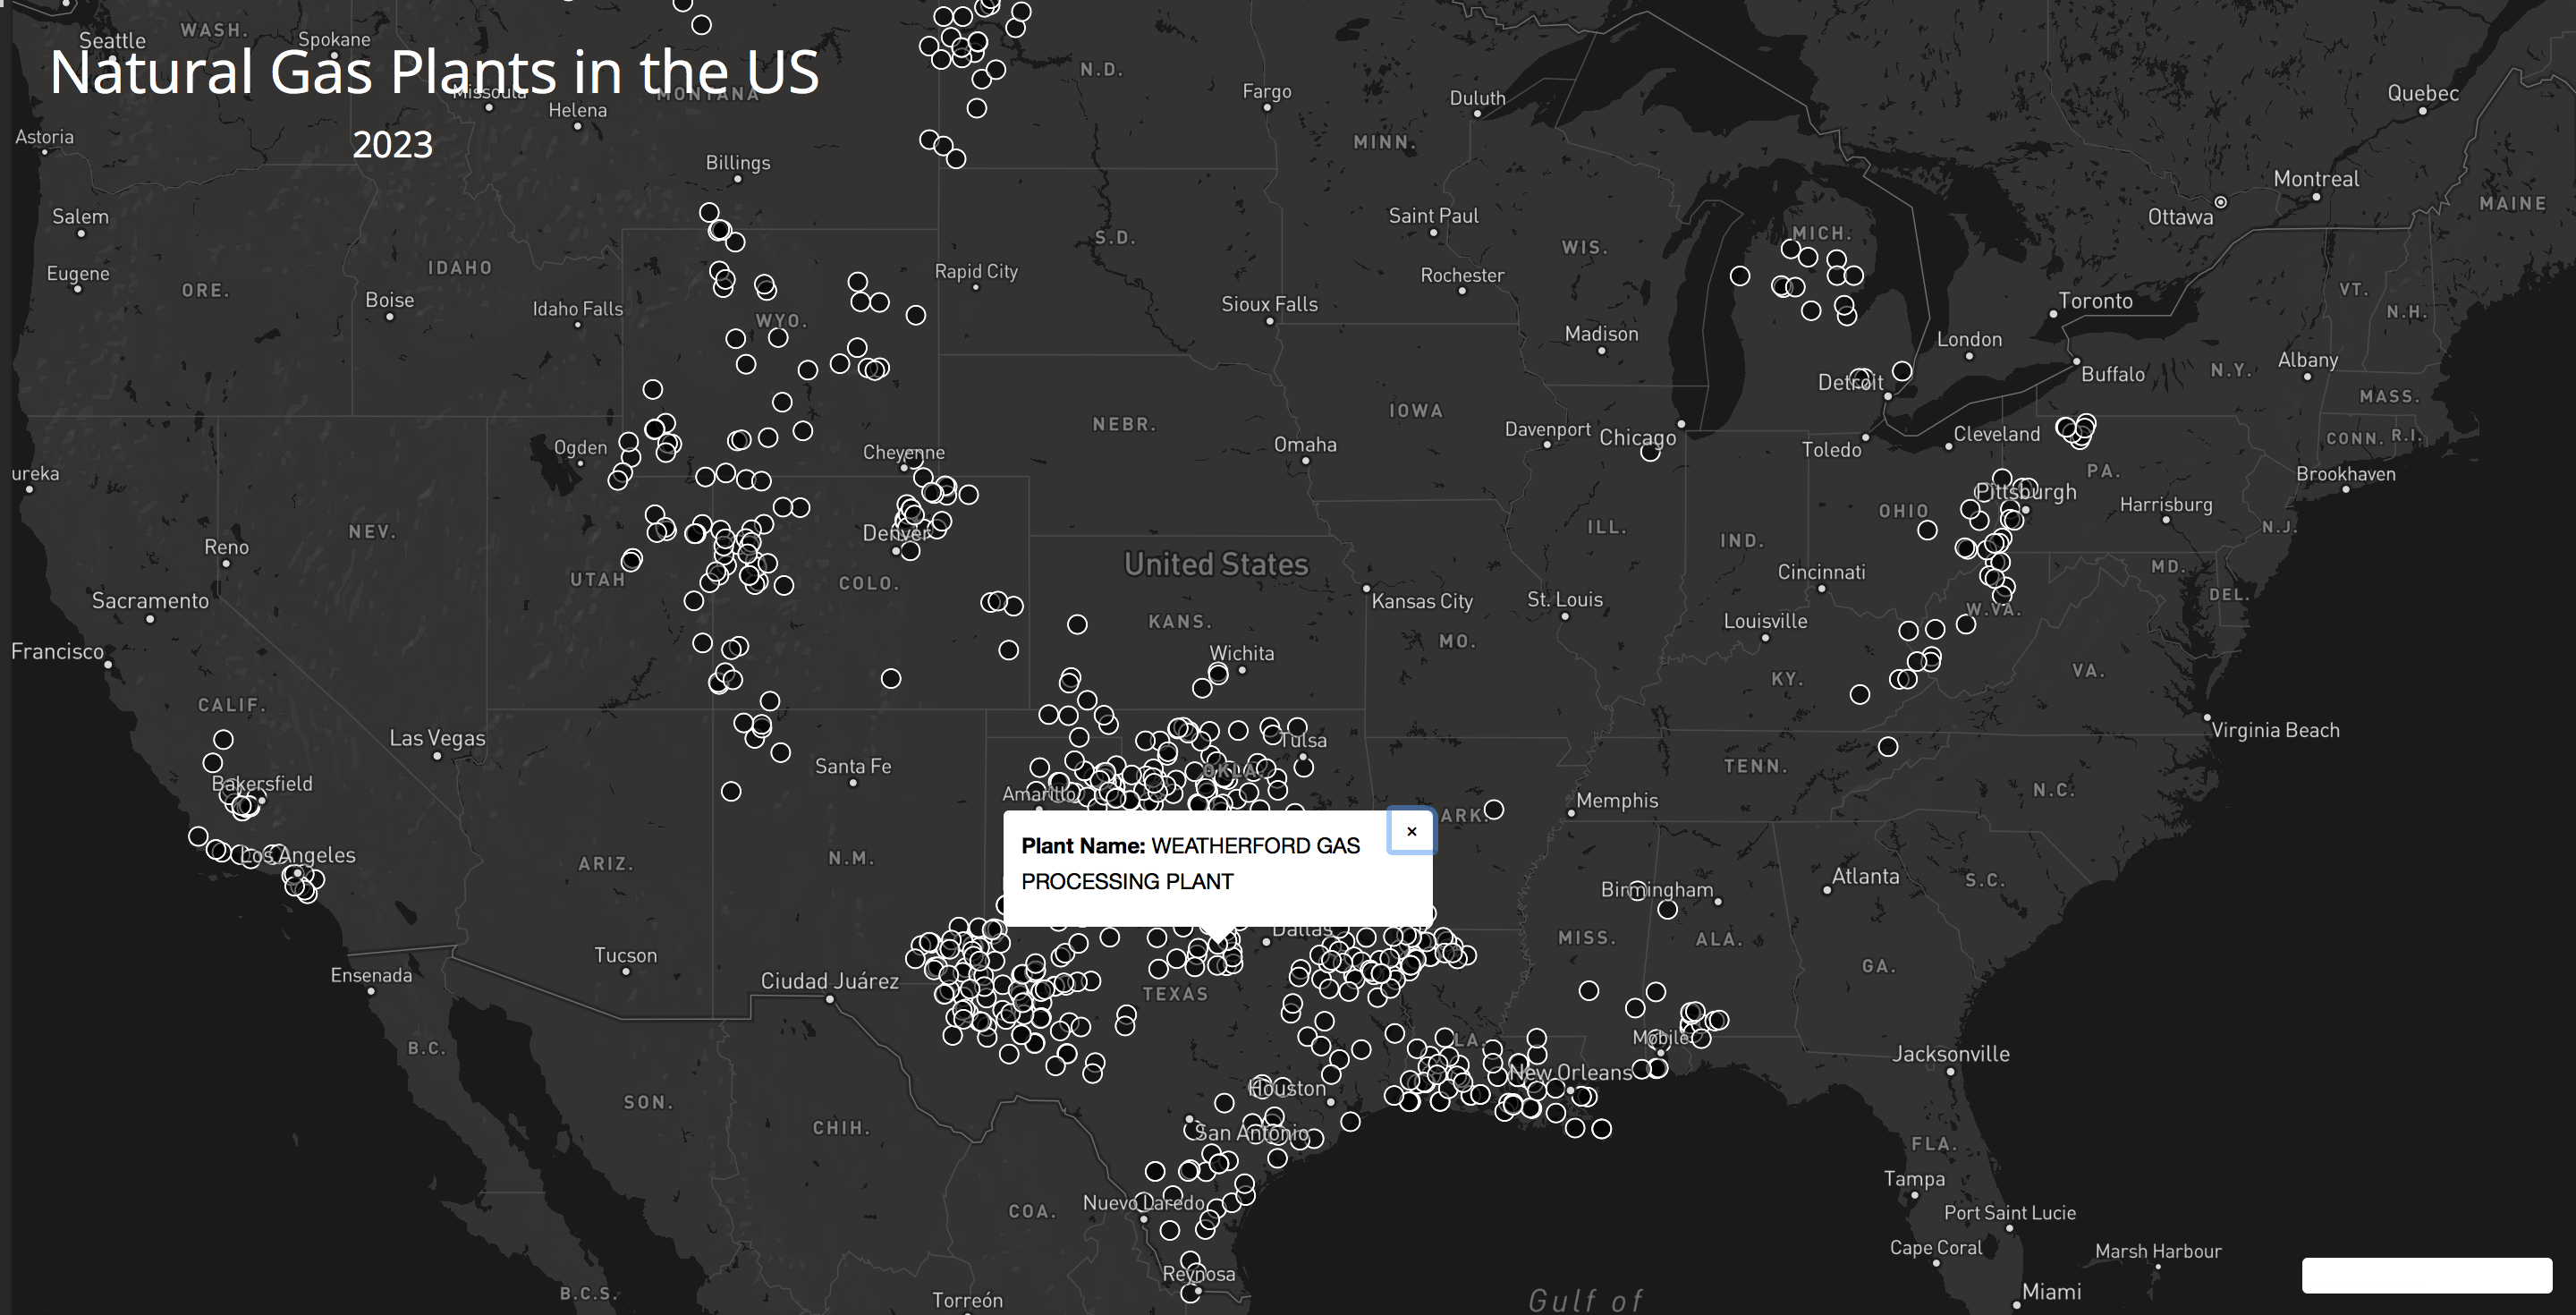 Seattle
WASH.
Spokane
Natural Gas Plants in the US
N.D.
Fargo
Duluth
Quebec
Missoula
MONTANA
Helena
2023
Astoria
MINN.
Billings
Montreal
Ottawa
MAINE
Salem
Saint Paul
MICH.
S.D.
WIS.
Eugene
IDAHO
Rapid City
Rochester
ORE.
Boise
Idaho Falls
Sioux Falls
Toronto
VT.
N.H.
WYO.
Madison
London
Albany
Buffalo
N.Y.
Detroit
MASS.
IOWA
NEBR.
Davenport
Chicago
Cleveland
CONN.
R.I.
Ogden
Cheyenne
Omaha
Toledo
ureka
PA.
Brookhaven
Pittsburgh
Harrisburg
OHIO
NEV.
Denver
ILL.
IND.
N.J.
Reno
United States
MD.
UTAH
COLO.
Cincinnati
DEL.
Sacramento
Kansas City
St. Louis
W.VA.
KANS.
Louisville
MO.
Francisco
Wichita
KY.
VA.
CALIF.
Las Vegas
Tulsa
Virginia Beach
Santa Fe
OKLA.
TENN.
Bakersfield
Amarillo
Memphis
N.C.
ARK.
Plant Name: WEATHERFORD GAS
×
PROCESSING PLANT
Los Angeles
ARIZ.
N.M.
Birmingham
Atlanta
S.C.
Dallas
MISS.
ALA.
Tucson
GA.
Ensenada
Ciudad Juárez
TEXAS
B.C.
LA.
Mobile
Jacksonville
New Orleans
Houston
SON.
CHIH.
San Antonio
FLA.
Tampa
Nuevo Laredo
COA.
Port Saint Lucie
Cape Coral
Marsh Harbour
Reynosa
B.C.S.
Torreón
Gulf of
Miami